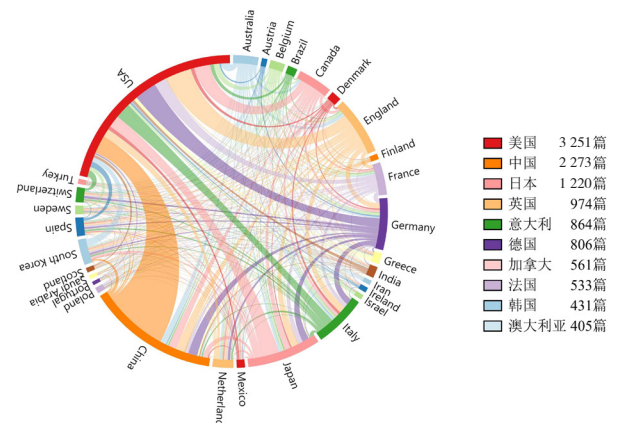 Australia
Austria
Belgium
Brazil
Canada
Denmark
England
Finland
France
Germany
Greece
India
Iran
Ireland
Israel
Italy
Japan
Mexico
Netherland
China
Poland
Portugal
Saudi Arabia
Scotland
South Korea
Spain
Sweden
Switzerland
Turkey
USA
美国 3 251篇
中国 2 273篇
日本 1 220篇
英国 974篇
意大利 864篇
德国 806篇
加拿大 561篇
法国 533篇
韩国 431篇
澳大利亚 405篇